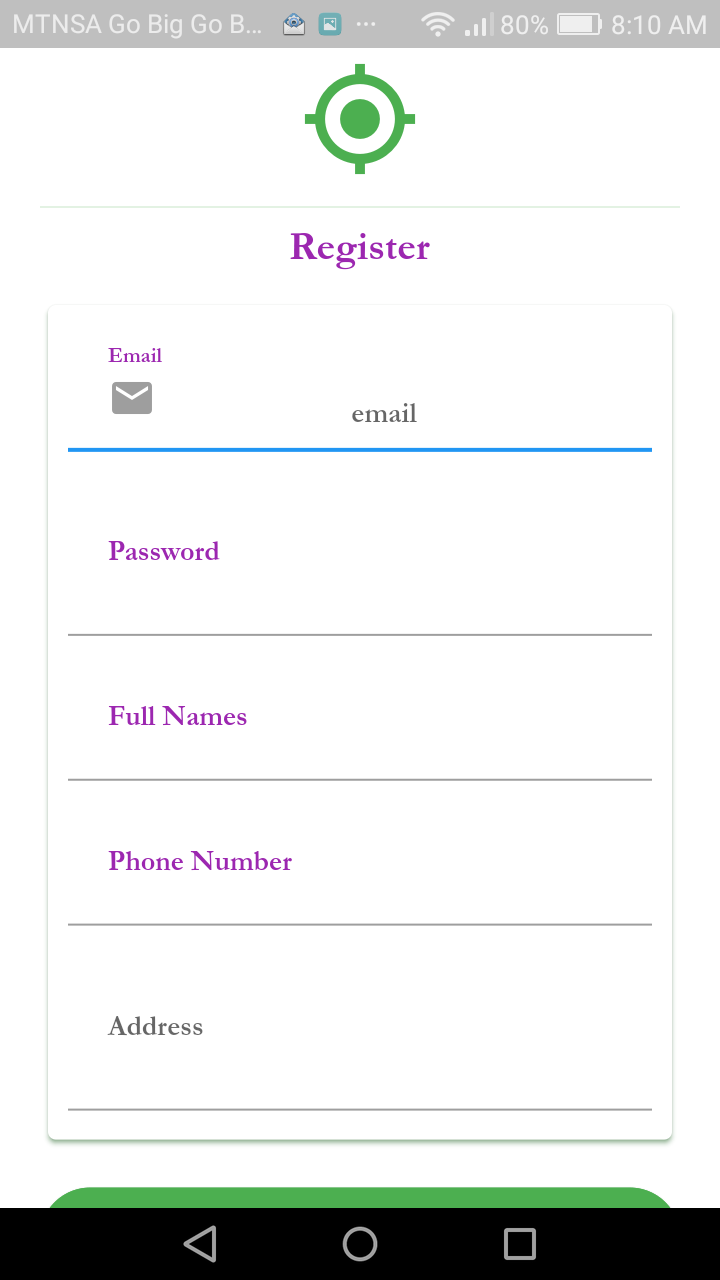 MTNSA Go Big Go B... ... 80% 8:10 AM
Register
Email
email
Password
Full Names
Phone Number
Address